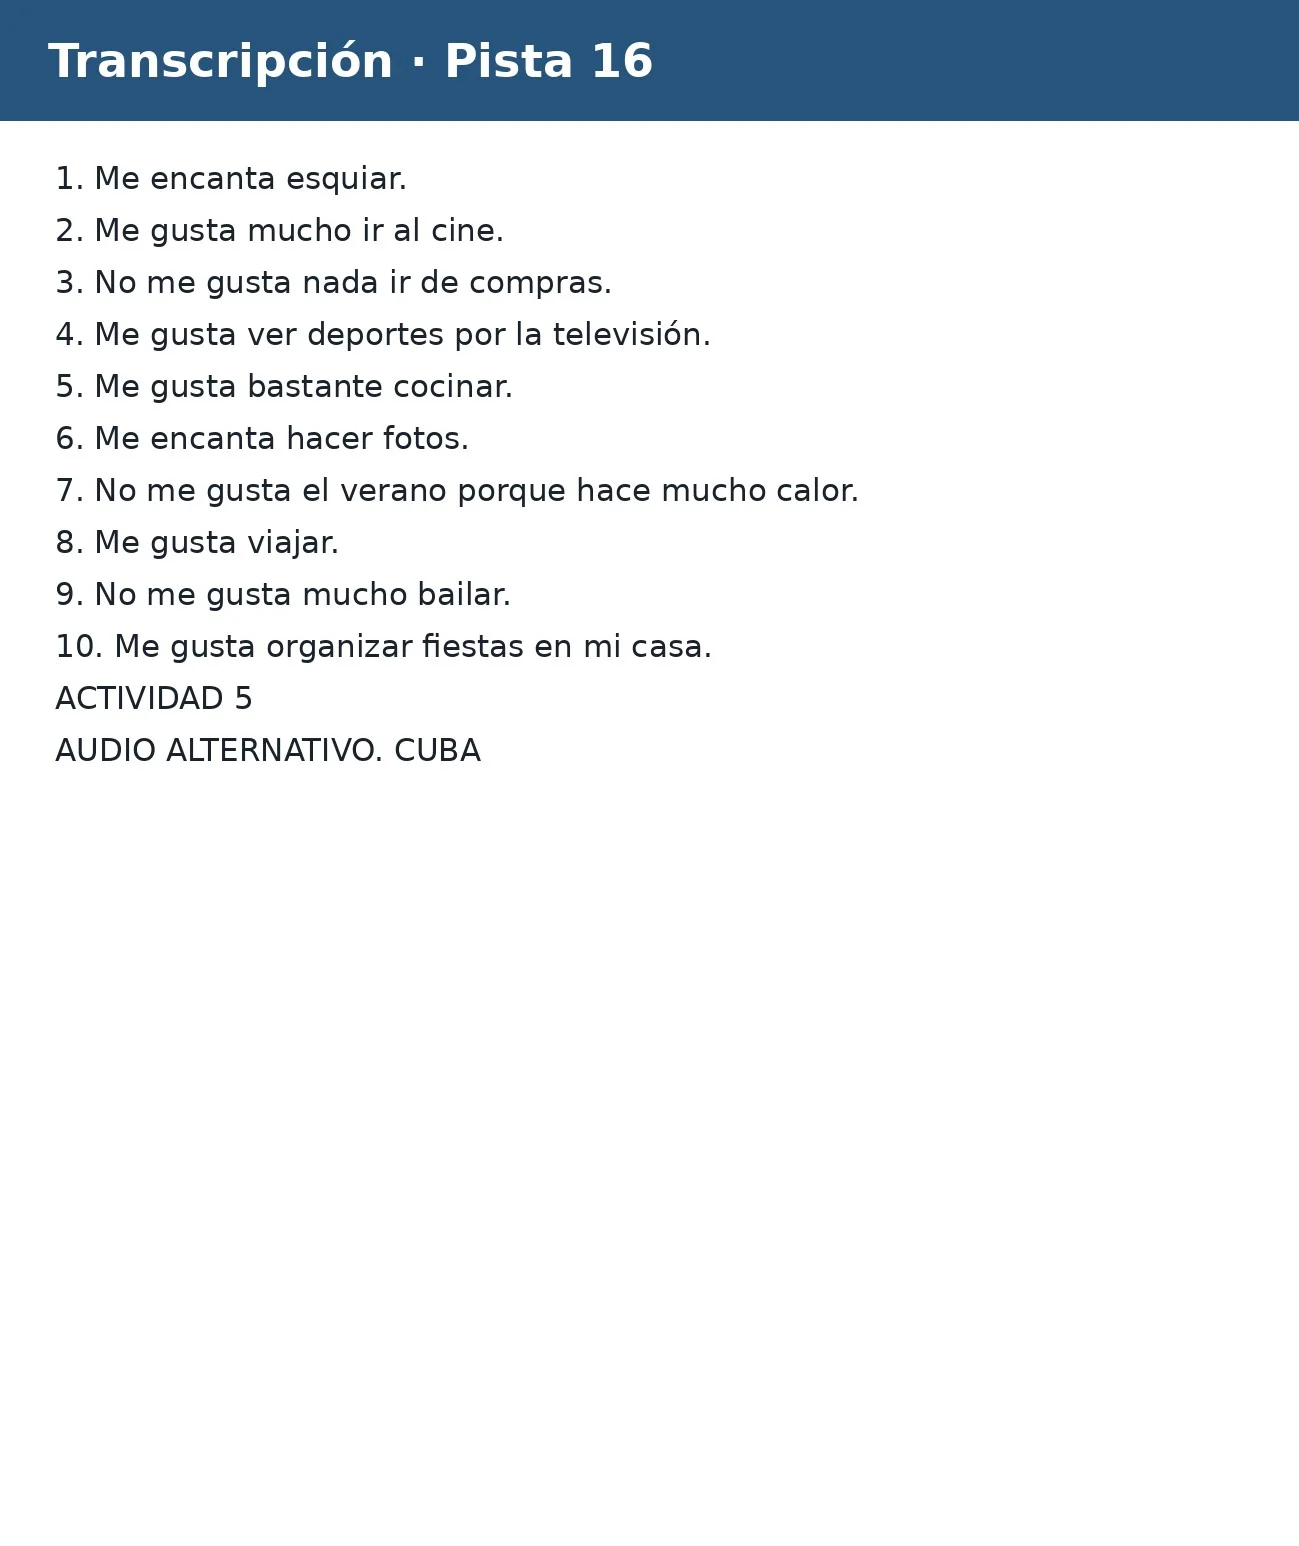 Transcripción · Pista 16
1. Me encanta esquiar.
2. Me gusta mucho ir al cine.
3. No me gusta nada ir de compras.
4. Me gusta ver deportes por la televisión.
5. Me gusta bastante cocinar.
6. Me encanta hacer fotos.
7. No me gusta el verano porque hace mucho calor.
8. Me gusta viajar.
9. No me gusta mucho bailar.
10. Me gusta organizar fiestas en mi casa.
ACTIVIDAD 5
AUDIO ALTERNATIVO. CUBA